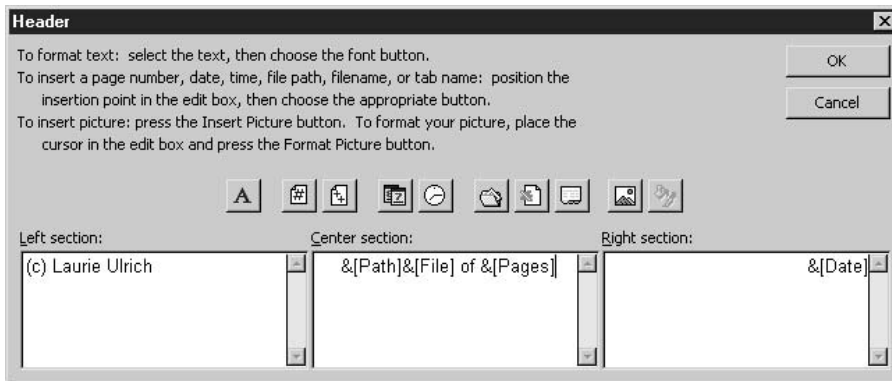 Header
To format text: select the text, then choose the font button.
To insert a page number, date, time, file path, filename, or tab name: position the
insertion point in the edit box, then choose the appropriate button.
To insert picture: press the Insert Picture button. To format your picture, place the
cursor in the edit box and press the Format Picture button.
OK
Cancel
A
Left section:
Center section:
Right section:
(c) Laurie Ulrich
&[Path]&[File] of &[Pages]
&[Date]